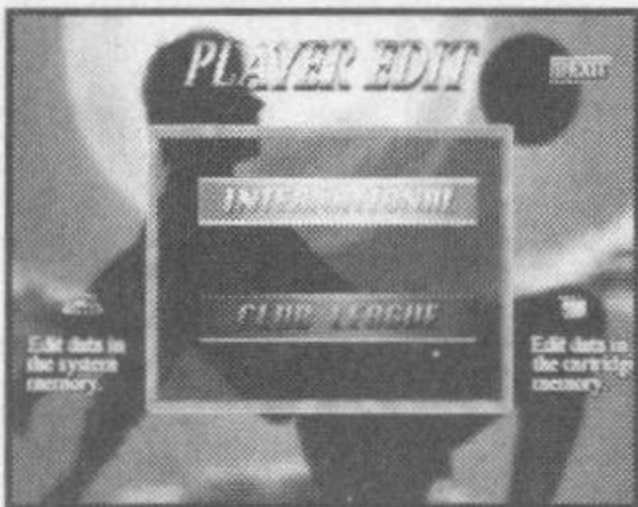 PLAYER EDIT
EXIT
INTERNATIONAL
CLUB LEAGUE
Edit data in
the system
memory.
Edit data in
the cartridge
memory.